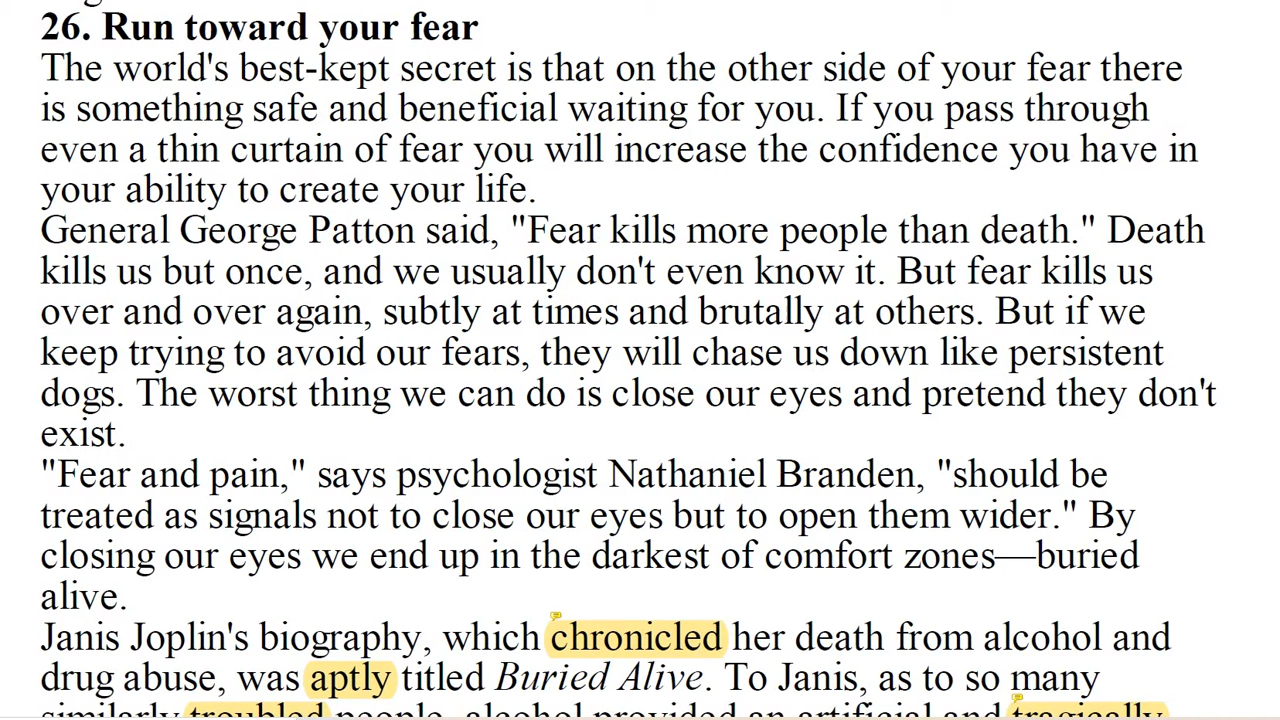 26. Run toward your fear
The world's best-kept secret is that on the other side of your fear there
is something safe and beneficial waiting for you. If you pass through
even a thin curtain of fear you will increase the confidence you have in
your ability to create your life.
General George Patton said, "Fear kills more people than death." Death
kills us but once, and we usually don't even know it. But fear kills us
over and over again, subtly at times and brutally at others. But if we
keep trying to avoid our fears, they will chase us down like persistent
dogs. The worst thing we can do is close our eyes and pretend they don't
exist.
"Fear and pain," says psychologist Nathaniel Branden, "should be
treated as signals not to close our eyes but to open them wider." By
closing our eyes we end up in the darkest of comfort zones—buried
alive.
Janis Joplin's biography, which chronicled her death from alcohol and
drug abuse, was aptly titled Buried Alive. To Janis, as to so many
similarly troubled people, alcohol provided an artificial and tragically